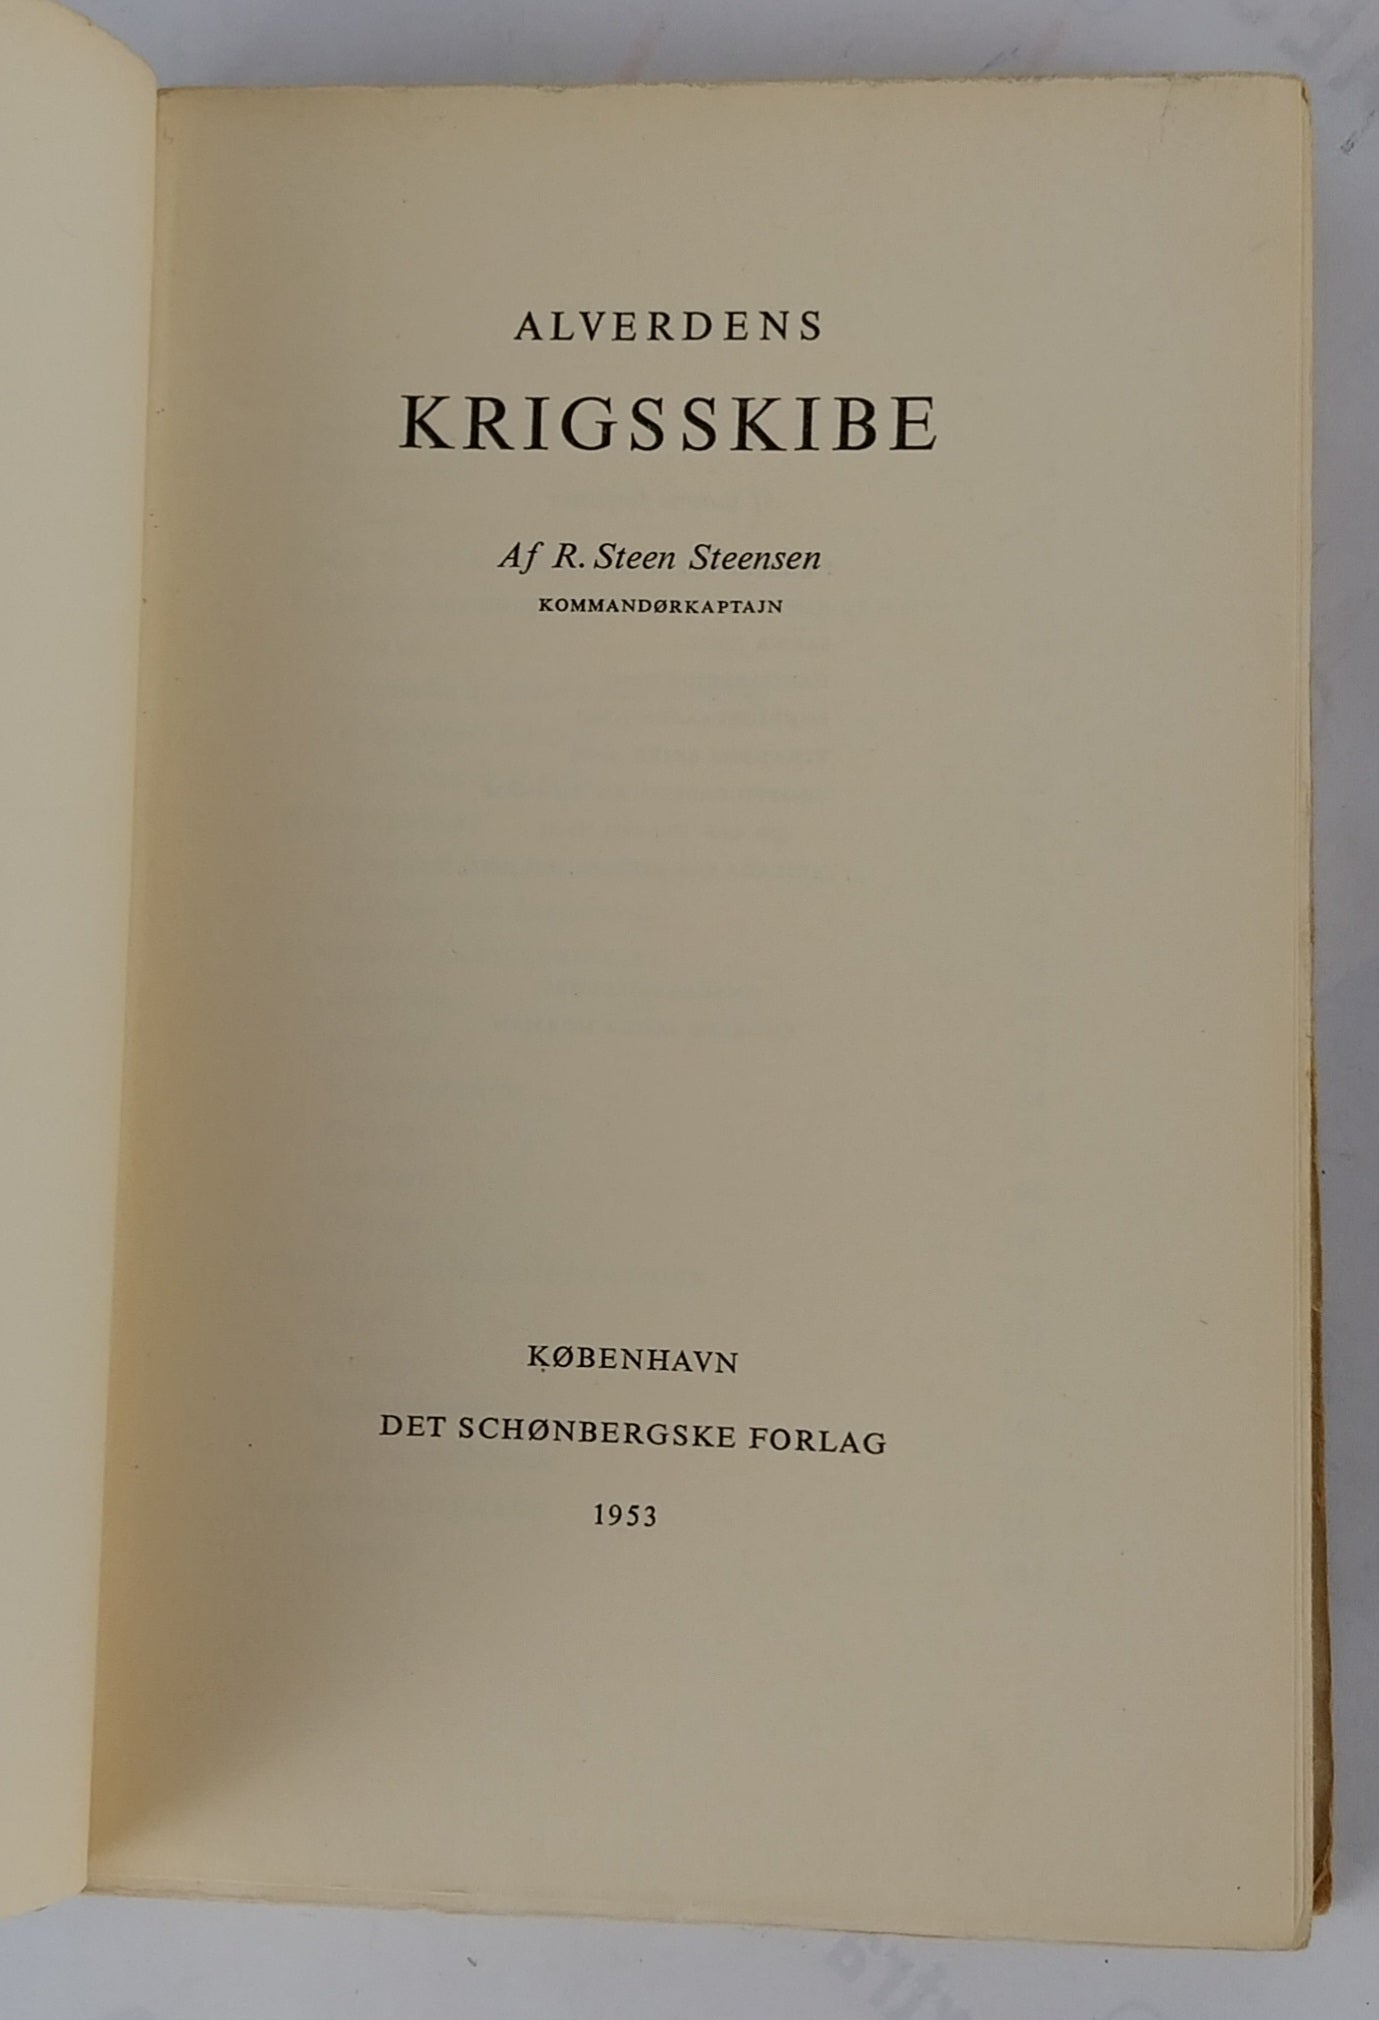 ALVERDENS
KRIGSSKIBE
Af R. Steen Steensen
KOMMANDØRKAPTAJN
KØBENHAVN
DET SCHØNBERGSKE FORLAG
1953